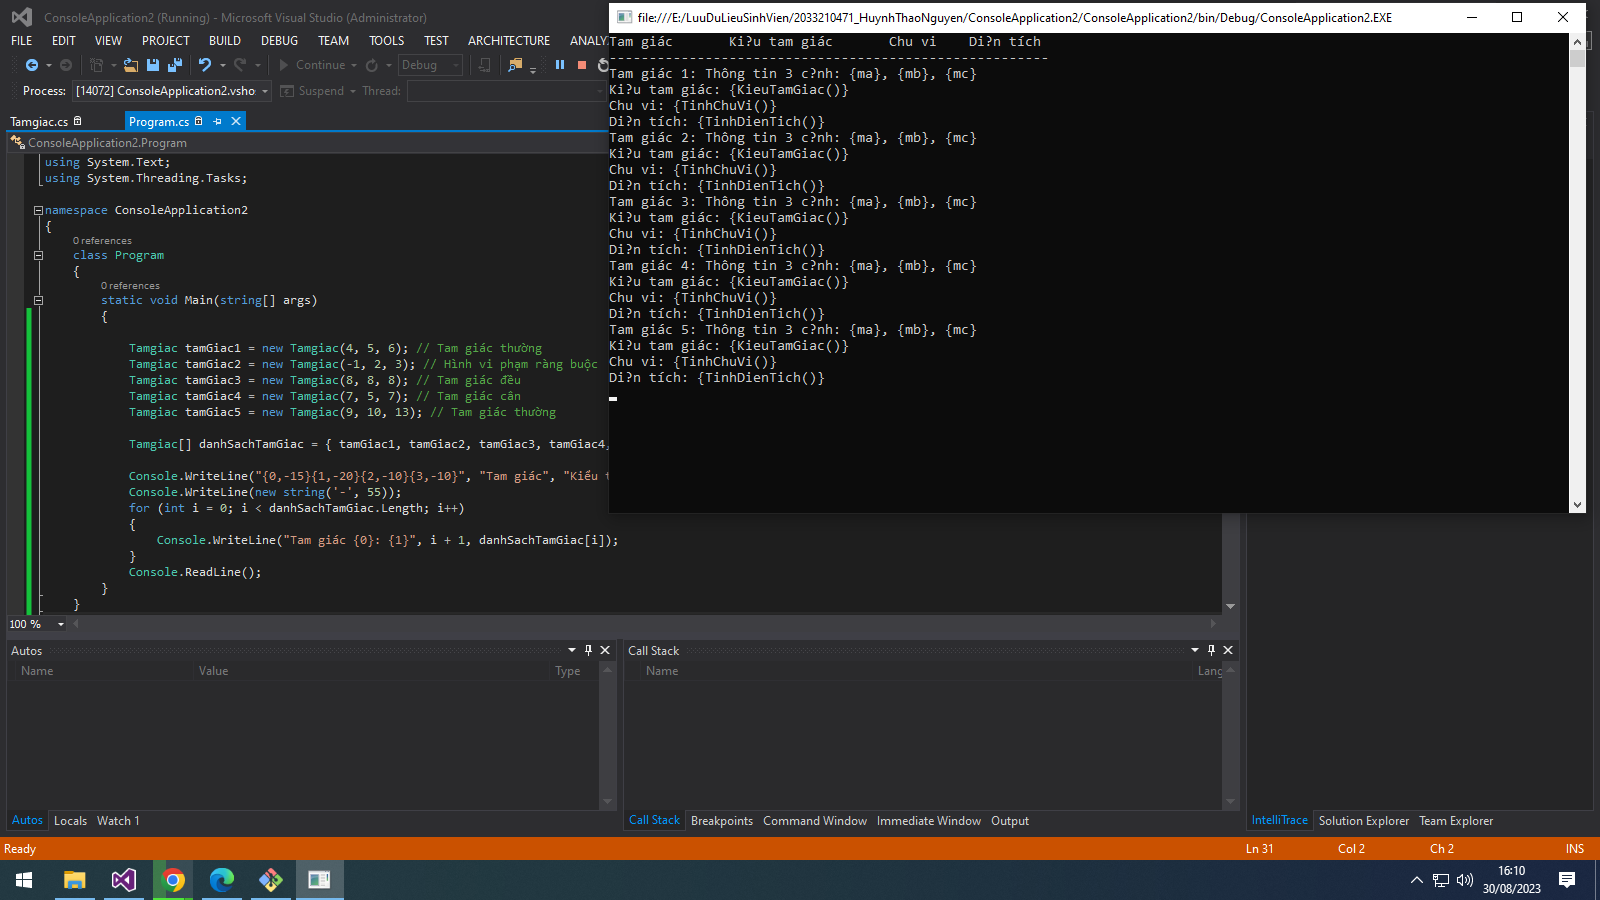 ConsoleApplication2 (Running) - Microsoft Visual Studio (Administrator)
FILE EDIT VIEW PROJECT BUILD DEBUG TEAM TOOLS TEST ARCHITECTURE ANALY
Continue Debug
Process: [14072] ConsoleApplication2.vsho Suspend Thread:
Tamgiac.cs Program.cs
ConsoleApplication2.Program
using System.Text;
using System.Threading.Tasks;
namespace ConsoleApplication2
{
0 references
class Program
{
0 references
static void Main(string[] args)
{
Tamgiac tamGiac1 = new Tamgiac(4, 5, 6); // Tam giác thường
Tamgiac tamGiac2 = new Tamgiac(-1, 2, 3); // Hình vi phạm ràng buộc
Tamgiac tamGiac3 = new Tamgiac(8, 8, 8); // Tam giác đều
Tamgiac tamGiac4 = new Tamgiac(7, 5, 7); // Tam giác cân
Tamgiac tamGiac5 = new Tamgiac(9, 10, 13); // Tam giác thường
Tamgiac[] danhSachTamGiac = { tamGiac1, tamGiac2, tamGiac3, tamGiac4,
Console.WriteLine("{0,-15}{1,-20}{2,-10}{3,-10}", "Tam giác", "Kiểu t
Console.WriteLine(new string('-', 55));
for (int i = 0; i < danhSachTamGiac.Length; i++)
{
Console.WriteLine("Tam giác {0}: {1}", i + 1, danhSachTamGiac[i]);
}
Console.ReadLine();
}
}
100 %
file:///E:/LuuDuLieuSinhVien/2033210471_HuynhThaoNguyen/ConsoleApplication2/ConsoleApplication2/bin/Debug/ConsoleApplication2.EXE
Tam giác Ki?u tam giác Chu vi Di?n tích
-------------------------------------------------------
Tam giác 1: Thông tin 3 c?nh: {ma}, {mb}, {mc}
Ki?u tam giác: {KieuTamGiac()}
Chu vi: {TinhChuVi()}
Di?n tích: {TinhDienTich()}
Tam giác 2: Thông tin 3 c?nh: {ma}, {mb}, {mc}
Ki?u tam giác: {KieuTamGiac()}
Chu vi: {TinhChuVi()}
Di?n tích: {TinhDienTich()}
Tam giác 3: Thông tin 3 c?nh: {ma}, {mb}, {mc}
Ki?u tam giác: {KieuTamGiac()}
Chu vi: {TinhChuVi()}
Di?n tích: {TinhDienTich()}
Tam giác 4: Thông tin 3 c?nh: {ma}, {mb}, {mc}
Ki?u tam giác: {KieuTamGiac()}
Chu vi: {TinhChuVi()}
Di?n tích: {TinhDienTich()}
Tam giác 5: Thông tin 3 c?nh: {ma}, {mb}, {mc}
Ki?u tam giác: {KieuTamGiac()}
Chu vi: {TinhChuVi()}
Di?n tích: {TinhDienTich()}
Autos
Name Value Type
Call Stack
Name Lang
Autos Locals Watch 1
Call Stack Breakpoints Command Window Immediate Window Output
IntelliTrace Solution Explorer Team Explorer
Ready Ln 31 Col 2 Ch 2 INS
16:10
30/08/2023